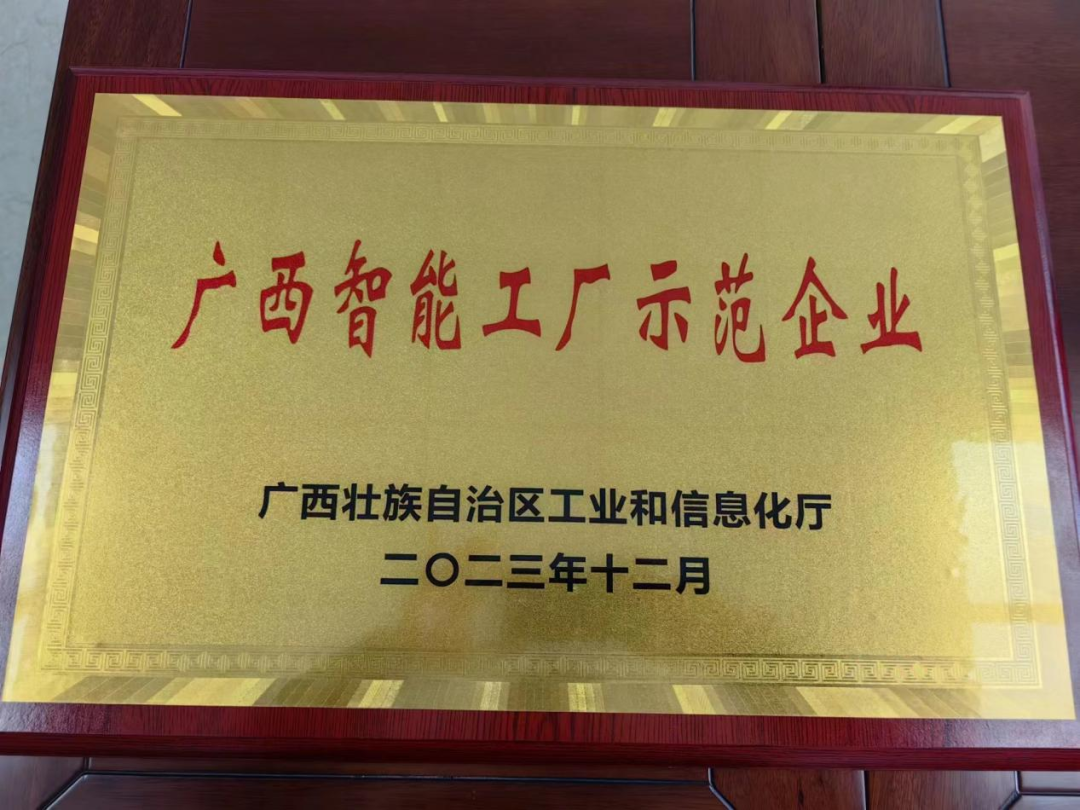 广西智能工厂示范企业
广西壮族自治区工业和信息化厅
二〇二三年十二月